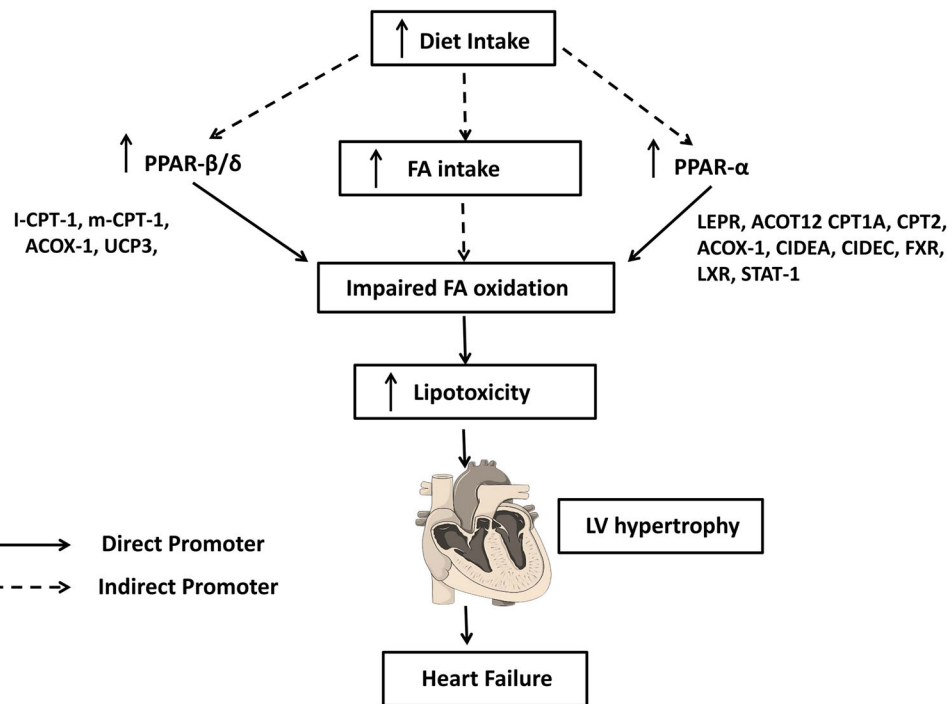 ↑ Diet Intake
↑ PPAR-β/δ
↑ FA intake
↑ PPAR-α
l-CPT-1, m-CPT-1,
ACOX-1, UCP3,
LEPR, ACOT12 CPT1A, CPT2,
ACOX-1, CIDEA, CIDEC, FXR,
LXR, STAT-1
Impaired FA oxidation
↑ Lipotoxicity
LV hypertrophy
Direct Promoter
Indirect Promoter
Heart Failure